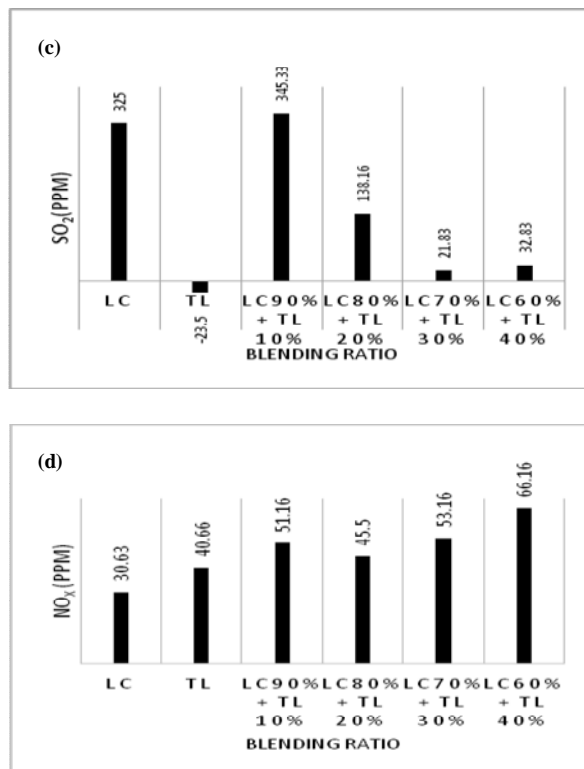 (c)
SO₂(PPM)
325
-23.5
345.33
138.16
21.83
32.83
LC TL LC90% LC80% LC70% LC60%
+ TL + TL + TL + TL
10% 20% 30% 40%
BLENDING RATIO
(d)
NOX(PPM)
30.63
40.66
51.16
45.5
53.16
66.16
LC TL LC90% LC80% LC70% LC60%
+ TL + TL + TL + TL
10% 20% 30% 40%
BLENDING RATIO